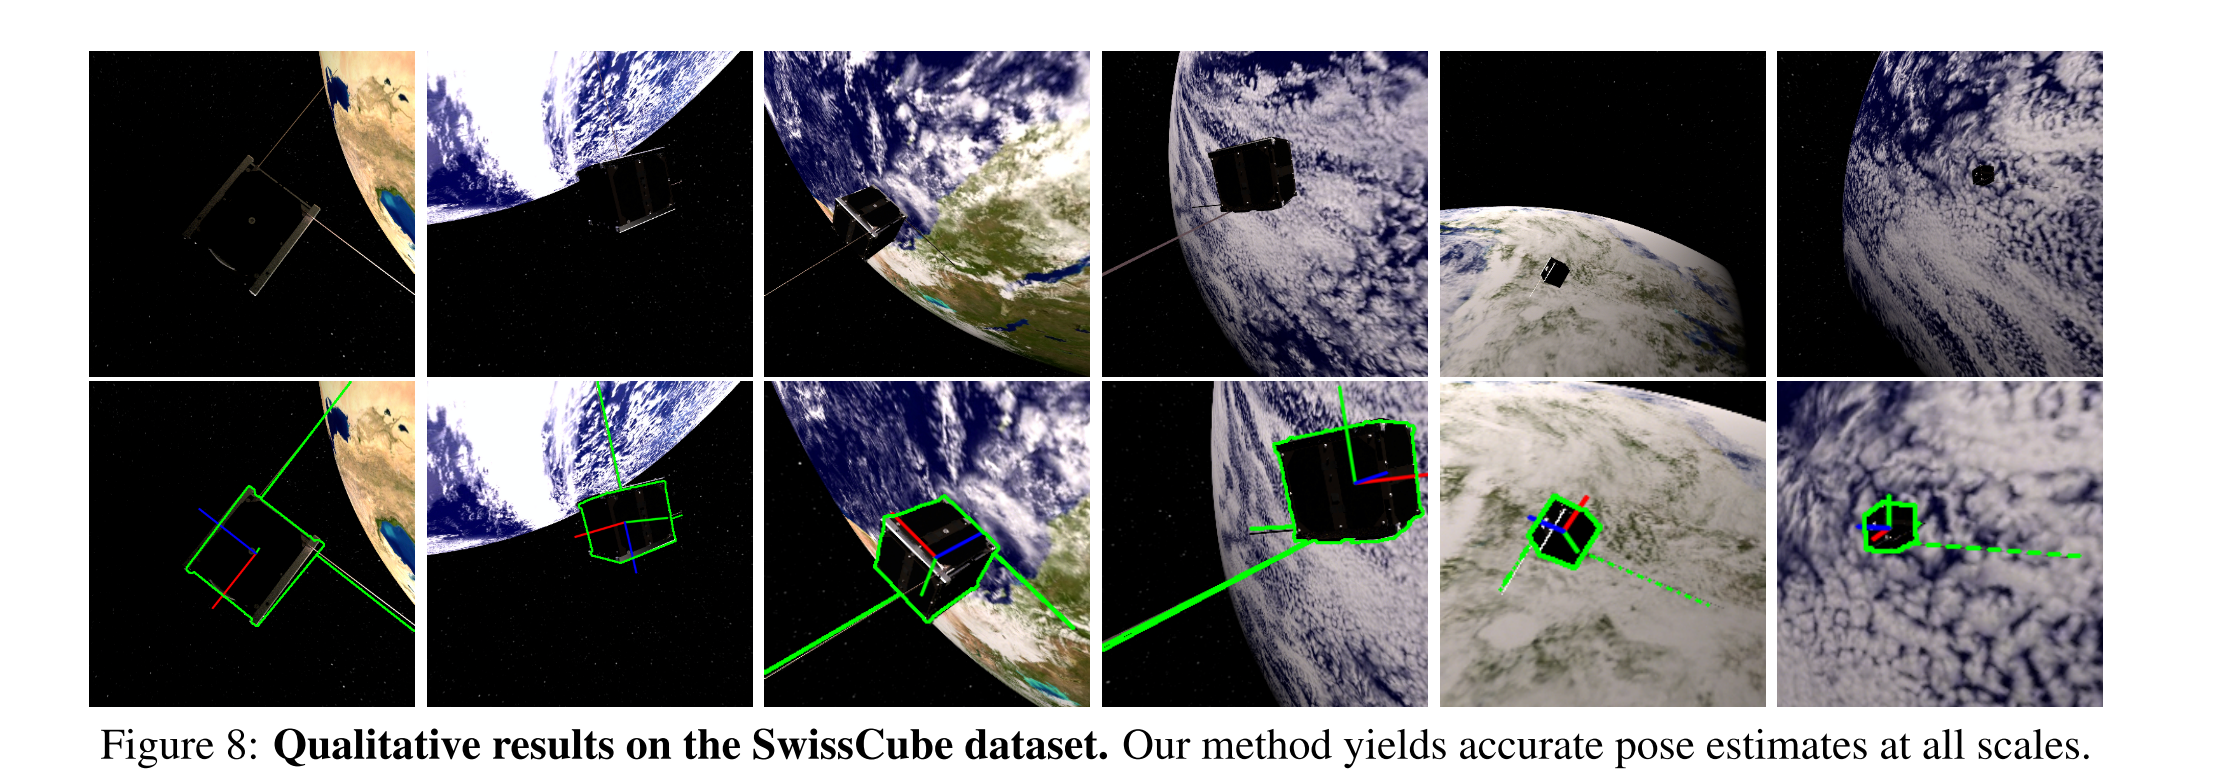 Figure 8: Qualitative results on the SwissCube dataset. Our method yields accurate pose estimates at all scales.